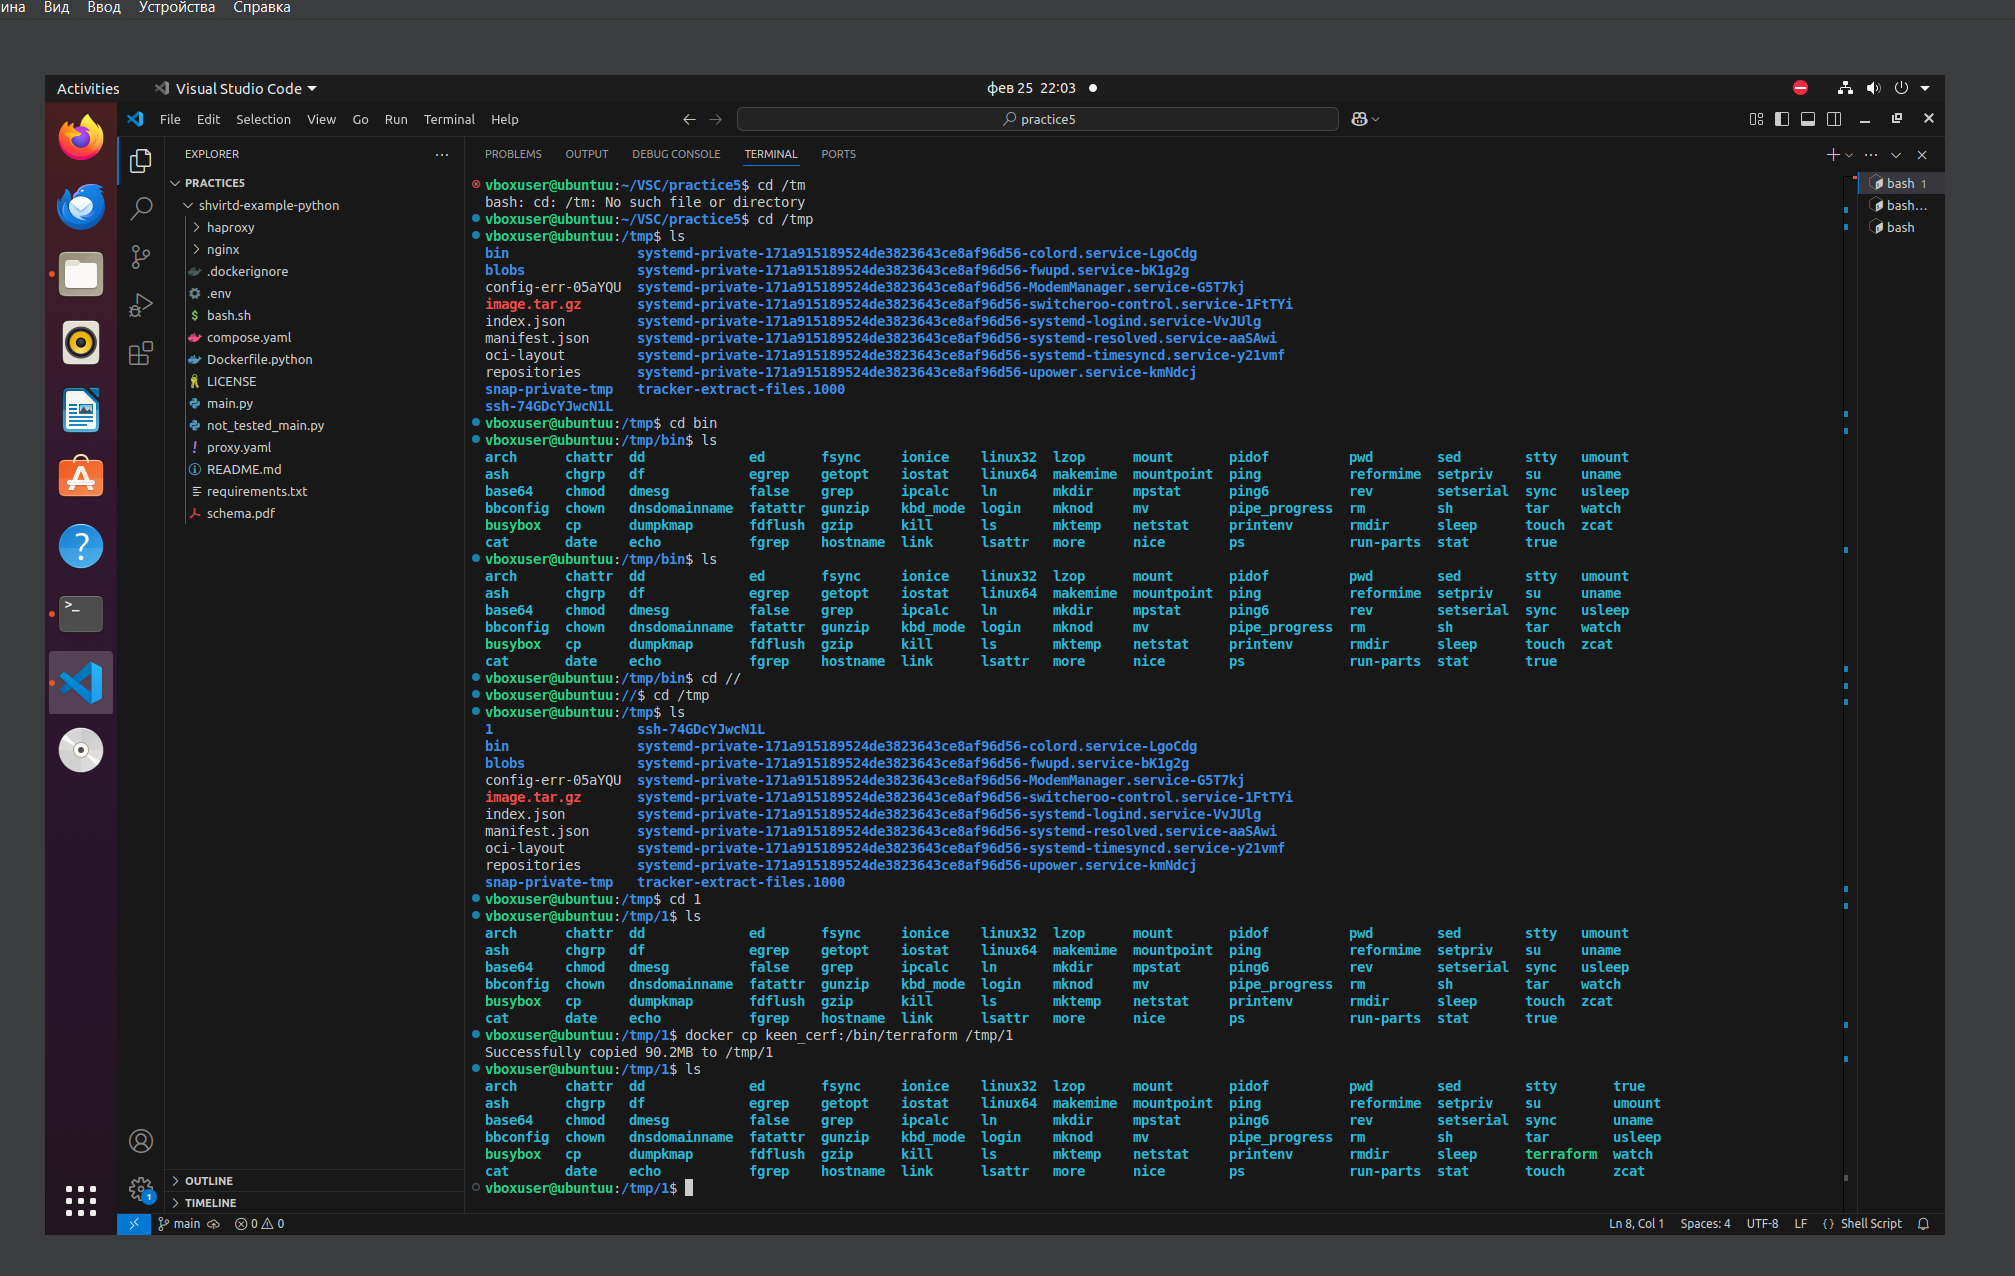 ина Вид Ввод Устройства Справка
Activities Visual Studio Code фев 25 22:03
File Edit Selection View Go Run Terminal Help practice5
EXPLORER
PRACTICE5
shvirtd-example-python
haproxy
nginx
.dockerignore
.env
$ bash.sh
compose.yaml
Dockerfile.python
LICENSE
main.py
not_tested_main.py
! proxy.yaml
README.md
requirements.txt
schema.pdf
OUTLINE
TIMELINE
PROBLEMS OUTPUT DEBUG CONSOLE TERMINAL PORTS
vboxuser@ubuntuu:~/VSC/practice5$ cd /tm
bash: cd: /tm: No such file or directory
vboxuser@ubuntuu:~/VSC/practice5$ cd /tmp
vboxuser@ubuntuu:/tmp$ ls
bin systemd-private-171a915189524de3823643ce8af96d56-colord.service-LgoCdg
blobs systemd-private-171a915189524de3823643ce8af96d56-fwupd.service-bK1g2g
config-err-05aYQU systemd-private-171a915189524de3823643ce8af96d56-ModemManager.service-G5T7kj
image.tar.gz systemd-private-171a915189524de3823643ce8af96d56-switcheroo-control.service-1FtTYi
index.json systemd-private-171a915189524de3823643ce8af96d56-systemd-logind.service-VvJUlg
manifest.json systemd-private-171a915189524de3823643ce8af96d56-systemd-resolved.service-aaSAwi
oci-layout systemd-private-171a915189524de3823643ce8af96d56-systemd-timesyncd.service-y21vmf
repositories systemd-private-171a915189524de3823643ce8af96d56-upower.service-kmNdcj
snap-private-tmp tracker-extract-files.1000
ssh-74GDcYJwcN1L
vboxuser@ubuntuu:/tmp$ cd bin
vboxuser@ubuntuu:/tmp/bin$ ls
arch chattr dd ed fsync ionice linux32 lzop mount pidof pwd sed stty umount
ash chgrp df egrep getopt iostat linux64 makemime mountpoint ping reformime setpriv su uname
base64 chmod dmesg false grep ipcalc ln mkdir mpstat ping6 rev setserial sync usleep
bbconfig chown dnsdomainname fatattr gunzip kbd_mode login mknod mv pipe_progress rm sh tar watch
busybox cp dumpkmap fdflush gzip kill ls mktemp netstat printenv rmdir sleep touch zcat
cat date echo fgrep hostname link lsattr more nice ps run-parts stat true
vboxuser@ubuntuu:/tmp/bin$ ls
arch chattr dd ed fsync ionice linux32 lzop mount pidof pwd sed stty umount
ash chgrp df egrep getopt iostat linux64 makemime mountpoint ping reformime setpriv su uname
base64 chmod dmesg false grep ipcalc ln mkdir mpstat ping6 rev setserial sync usleep
bbconfig chown dnsdomainname fatattr gunzip kbd_mode login mknod mv pipe_progress rm sh tar watch
busybox cp dumpkmap fdflush gzip kill ls mktemp netstat printenv rmdir sleep touch zcat
cat date echo fgrep hostname link lsattr more nice ps run-parts stat true
vboxuser@ubuntuu:/tmp/bin$ cd //
vboxuser@ubuntuu://$ cd /tmp
vboxuser@ubuntuu:/tmp$ ls
1 ssh-74GDcYJwcN1L
bin systemd-private-171a915189524de3823643ce8af96d56-colord.service-LgoCdg
blobs systemd-private-171a915189524de3823643ce8af96d56-fwupd.service-bK1g2g
config-err-05aYQU systemd-private-171a915189524de3823643ce8af96d56-ModemManager.service-G5T7kj
image.tar.gz systemd-private-171a915189524de3823643ce8af96d56-switcheroo-control.service-1FtTYi
index.json systemd-private-171a915189524de3823643ce8af96d56-systemd-logind.service-VvJUlg
manifest.json systemd-private-171a915189524de3823643ce8af96d56-systemd-resolved.service-aaSAwi
oci-layout systemd-private-171a915189524de3823643ce8af96d56-systemd-timesyncd.service-y21vmf
repositories systemd-private-171a915189524de3823643ce8af96d56-upower.service-kmNdcj
snap-private-tmp tracker-extract-files.1000
vboxuser@ubuntuu:/tmp$ cd 1
vboxuser@ubuntuu:/tmp/1$ ls
arch chattr dd ed fsync ionice linux32 lzop mount pidof pwd sed stty umount
ash chgrp df egrep getopt iostat linux64 makemime mountpoint ping reformime setpriv su uname
base64 chmod dmesg false grep ipcalc ln mkdir mpstat ping6 rev setserial sync usleep
bbconfig chown dnsdomainname fatattr gunzip kbd_mode login mknod mv pipe_progress rm sh tar watch
busybox cp dumpkmap fdflush gzip kill ls mktemp netstat printenv rmdir sleep touch zcat
cat date echo fgrep hostname link lsattr more nice ps run-parts stat true
vboxuser@ubuntuu:/tmp/1$ docker cp keen_cerf:/bin/terraform /tmp/1
Successfully copied 90.2MB to /tmp/1
vboxuser@ubuntuu:/tmp/1$ ls
arch chattr dd ed fsync ionice linux32 lzop mount pidof pwd sed stty true
ash chgrp df egrep getopt iostat linux64 makemime mountpoint ping reformime setpriv su umount
base64 chmod dmesg false grep ipcalc ln mkdir mpstat ping6 rev setserial sync uname
bbconfig chown dnsdomainname fatattr gunzip kbd_mode login mknod mv pipe_progress rm sh tar usleep
busybox cp dumpkmap fdflush gzip kill ls mktemp netstat printenv rmdir sleep terraform watch
cat date echo fgrep hostname link lsattr more nice ps run-parts stat touch zcat
vboxuser@ubuntuu:/tmp/1$
bash 1
bash...
bash
1
main 0 0 Ln 8, Col 1 Spaces: 4 UTF-8 LF {} Shell Script